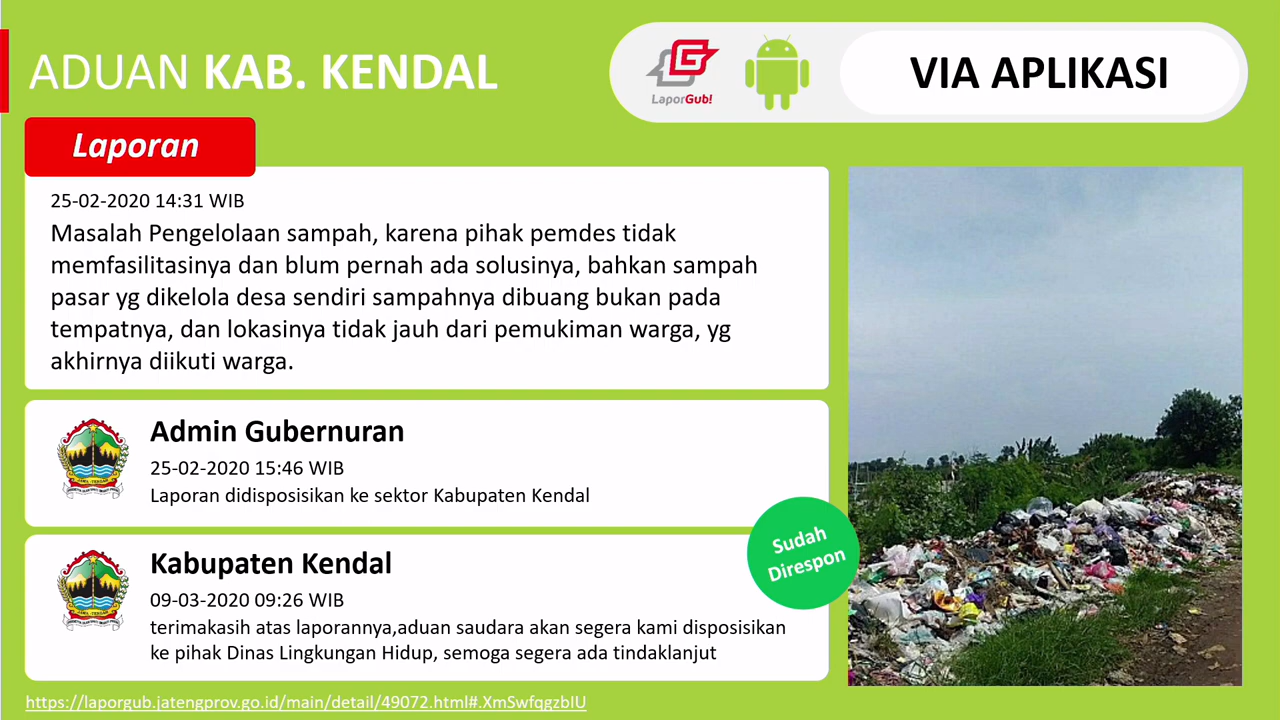 ADUAN KAB. KENDAL
LaporGub!
VIA APLIKASI
Laporan
25-02-2020 14:31 WIB
Masalah Pengelolaan sampah, karena pihak pemdes tidak
memfasilitasinya dan blum pernah ada solusinya, bahkan sampah
pasar yg dikelola desa sendiri sampahnya dibuang bukan pada
tempatnya, dan lokasinya tidak jauh dari pemukiman warga, yg
akhirnya diikuti warga.
Admin Gubernuran
25-02-2020 15:46 WIB
Laporan didisposisikan ke sektor Kabupaten Kendal
Sudah
Direspon
Kabupaten Kendal
09-03-2020 09:26 WIB
terimakasih atas laporannya,aduan saudara akan segera kami disposisikan
ke pihak Dinas Lingkungan Hidup, semoga segera ada tindaklanjut
https://laporgub.jatengprov.go.id/main/detail/49072.html#.XmSwfqgzbIU